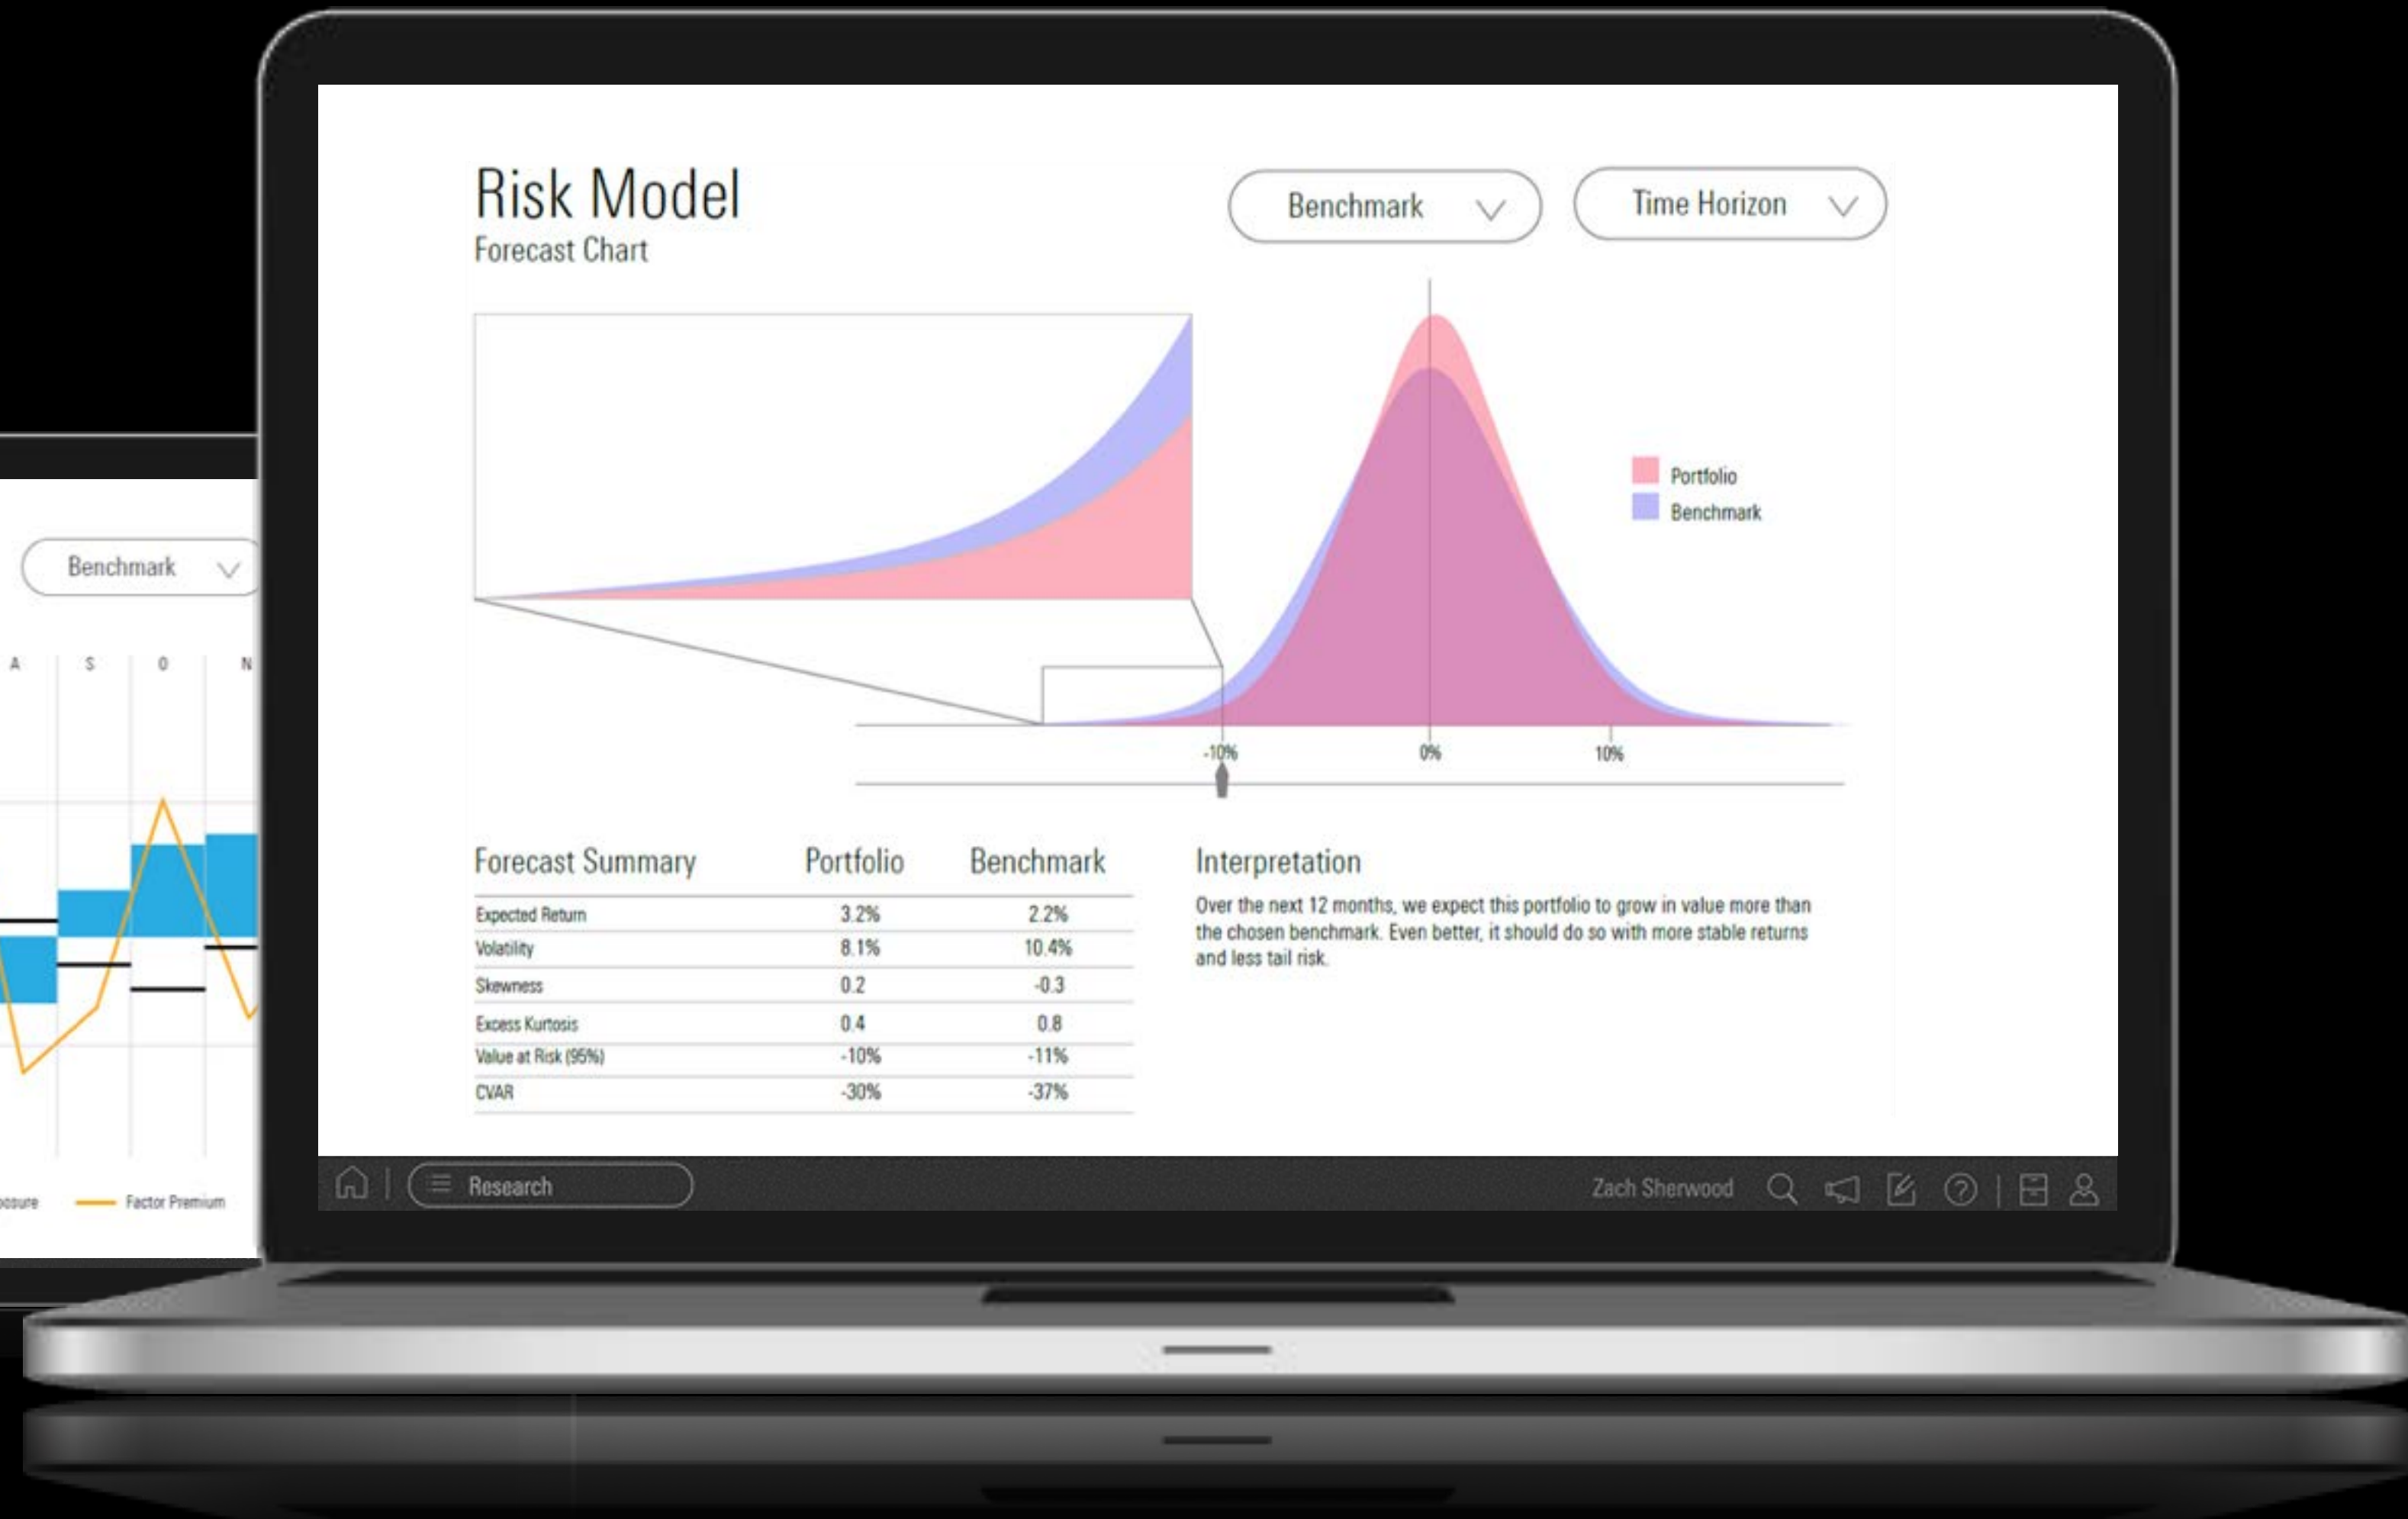 Risk Model
Forecast Chart
Benchmark
Time Horizon
Portfolio
Benchmark
-10% 0% 10%
Forecast Summary Portfolio Benchmark
Expected Return 3.2% 2.2%
Volatility 8.1% 10.4%
Skewness 0.2 -0.3
Excess Kurtosis 0.4 0.8
Value at Risk (95%) -10% -11%
CVAR -30% -37%
Interpretation
Over the next 12 months, we expect this portfolio to grow in value more than
the chosen benchmark. Even better, it should do so with more stable returns
and less tail risk.
Research
Zach Sherwood
Benchmark
A S O N
Factor Premium